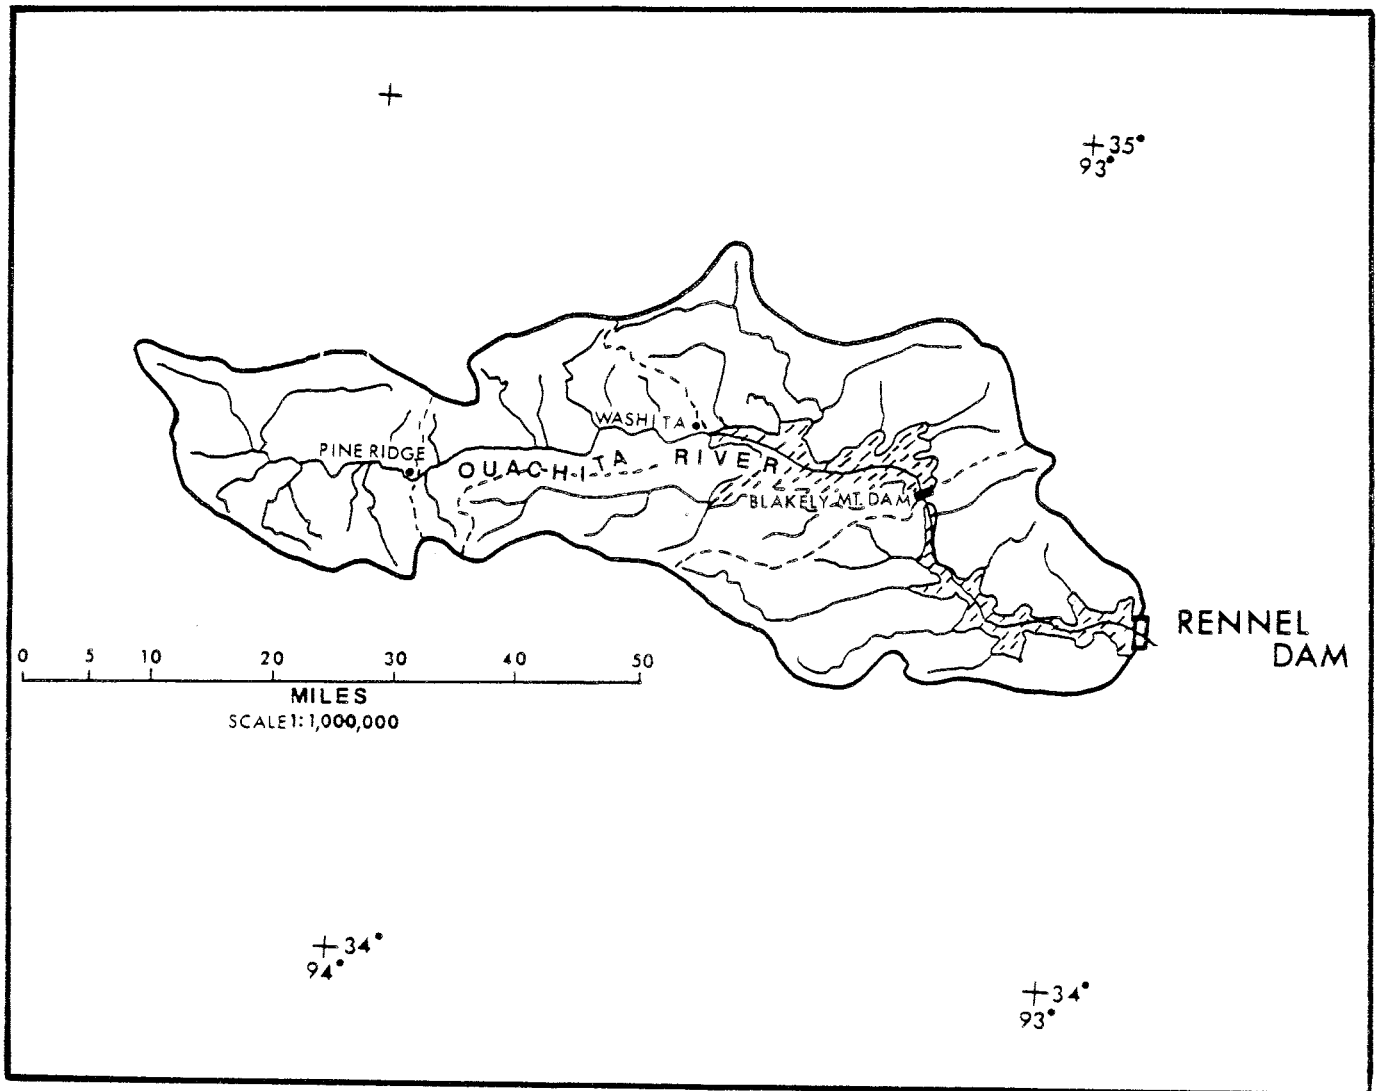 +35°
93°
WASHITA
PINE RIDGE
OUACHITA RIVER
BLAKELY MT. DAM
RENNEL
DAM
0 5 10 20 30 40 50
MILES
SCALE 1:1,000,000
+34°
94°
+34°
93°